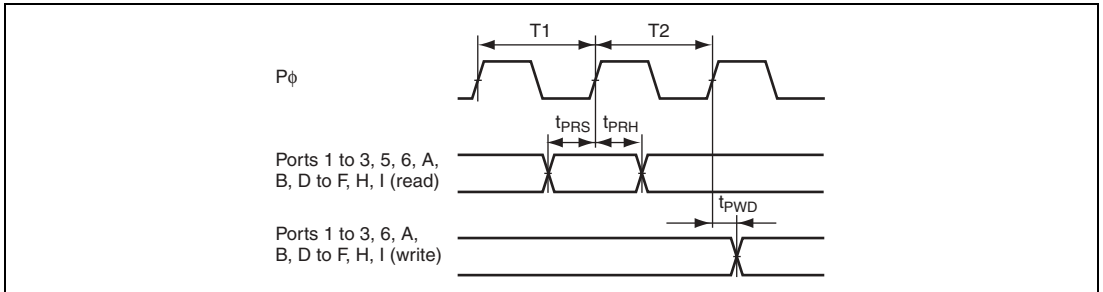 T1 T2
Pϕ
tPRS tPRH
Ports 1 to 3, 5, 6, A,
B, D to F, H, I (read)
tPWD
Ports 1 to 3, 6, A,
B, D to F, H, I (write)